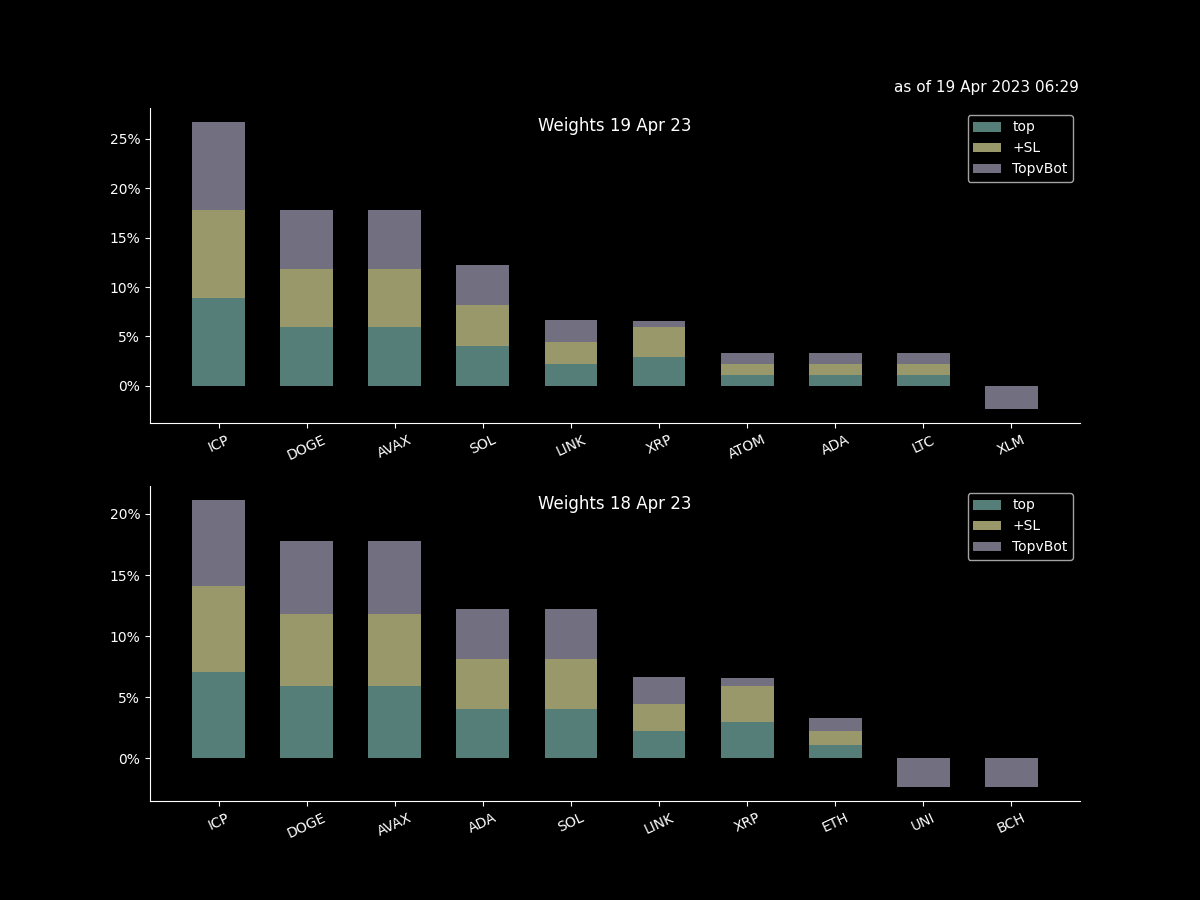 as of 19 Apr 2023 06:29
Weights 19 Apr 23
top
+SL
TopvBot
25%
20%
15%
10%
5%
0%
ICP DOGE AVAX SOL LINK XRP ATOM ADA LTC XLM
Weights 18 Apr 23
top
+SL
TopvBot
20%
15%
10%
5%
0%
ICP DOGE AVAX ADA SOL LINK XRP ETH UNI BCH